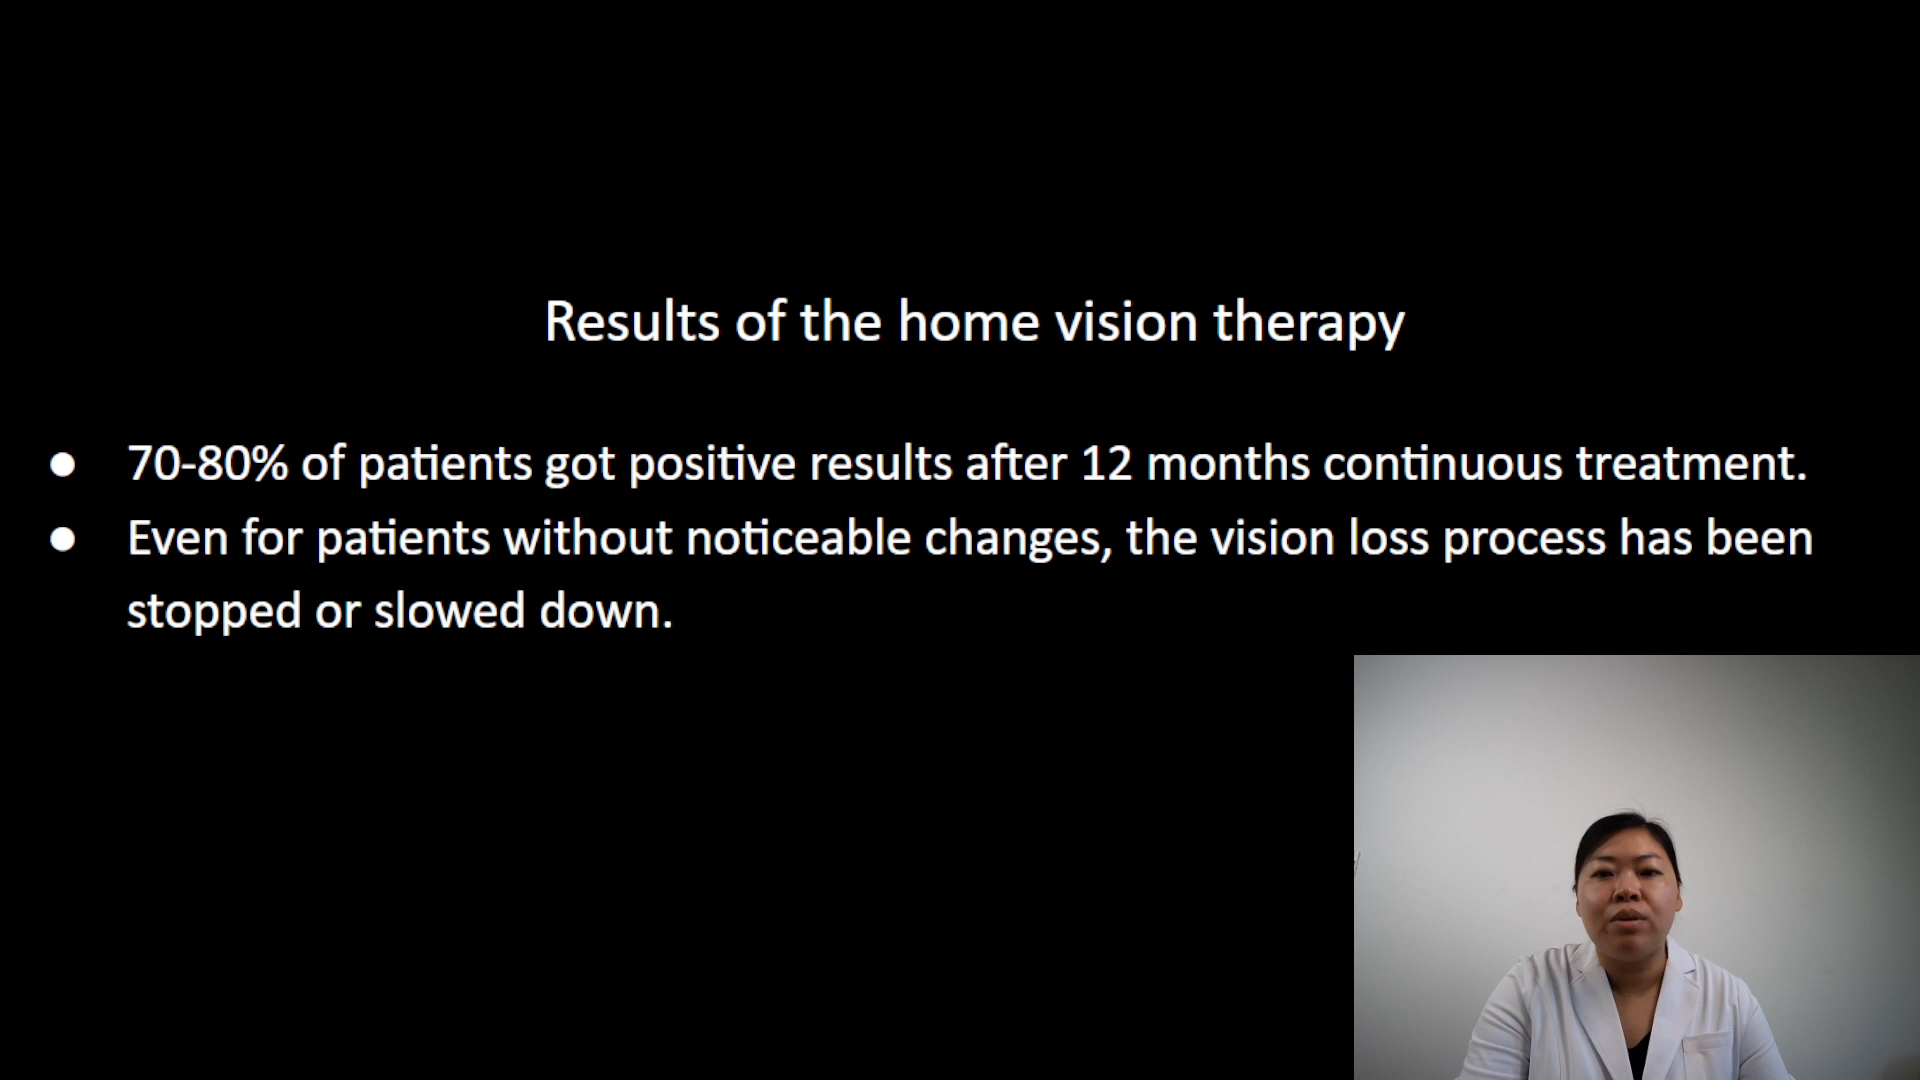 Results of the home vision therapy
● 70-80% of patients got positive results after 12 months continuous treatment.
● Even for patients without noticeable changes, the vision loss process has been
stopped or slowed down.